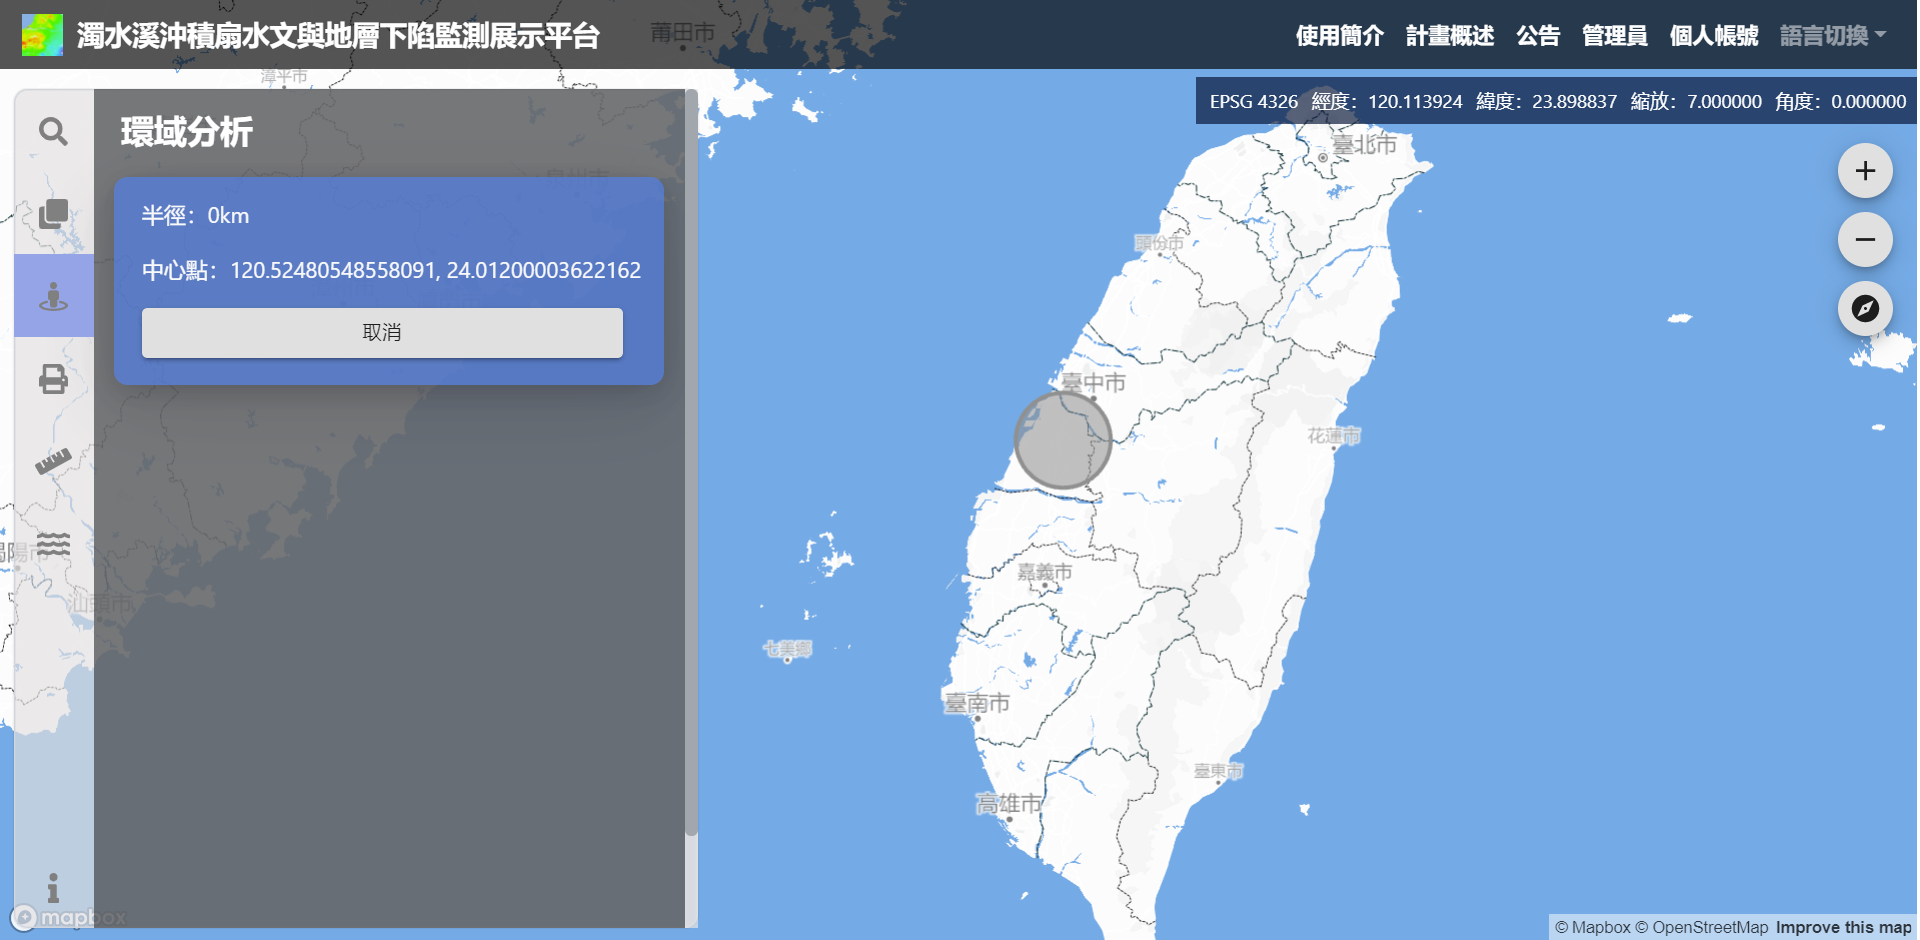 濁水溪沖積扇水文與地層下陷監測展示平台
使用簡介 計畫概述 公告 管理員 個人帳號 語言切換
莆田市
漳平市
EPSG 4326 經度：120.113924 緯度：23.898837 縮放：7.000000 角度：0.000000
環域分析
半徑：0km
中心點：120.52480548558091, 24.01200003622162
取消
臺北市
頭份市
臺中市
花蓮市
嘉義市
汕頭市
七美鄉
臺南市
臺東市
高雄市
mapbox
© Mapbox © OpenStreetMap Improve this map